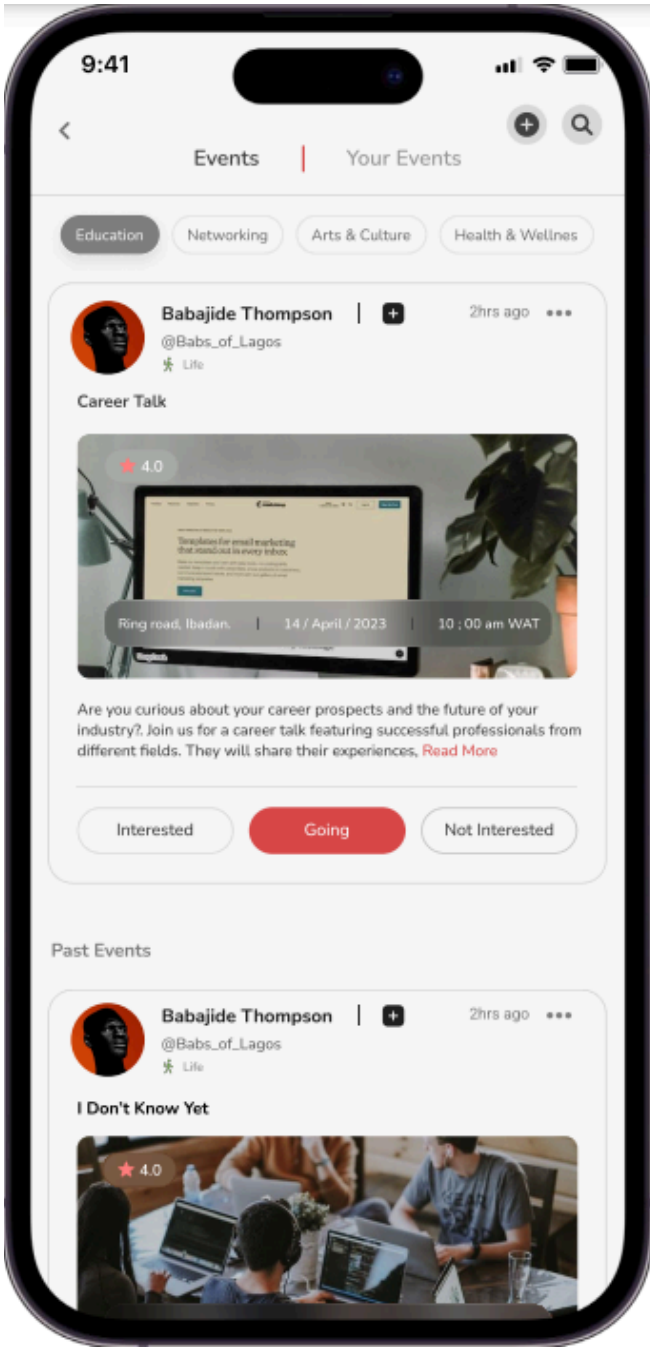 9:41
Events
Your Events
Education
Networking
Arts & Culture
Health & Wellnes
Babajide Thompson
2hrs ago
@Babs_of_Lagos
Life
Career Talk
4.0
Templates for email marketing
that stand out in every inbox
Ring road, Ibadan. | 14 / April / 2023 | 10 ; 00 am WAT
Are you curious about your career prospects and the future of your
industry?. Join us for a career talk featuring successful professionals from
different fields. They will share their experiences, Read More
Interested
Going
Not Interested
Past Events
Babajide Thompson
2hrs ago
@Babs_of_Lagos
Life
I Don't Know Yet
4.0